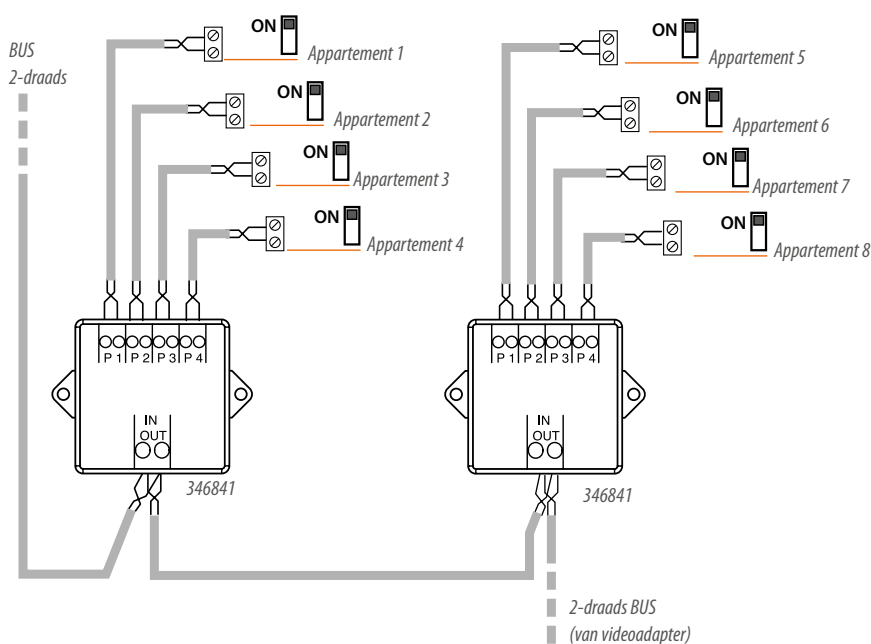 BUS
2-draads
ON
Appartement 1
ON
Appartement 2
ON
Appartement 3
ON
Appartement 4
P 1 P 2 P 3 P 4
IN
OUT
346841
ON
Appartement 5
ON
Appartement 6
ON
Appartement 7
ON
Appartement 8
P 1 P 2 P 3 P 4
IN
OUT
346841
2-draads BUS
(van videoadapter)